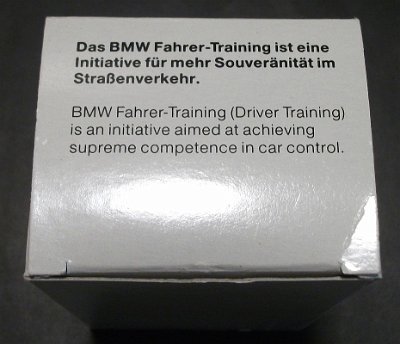 Das BMW Fahrer-Training ist eine
Initiative für mehr Souveränität im
Straßenverkehr.
BMW Fahrer-Training (Driver Training)
is an initiative aimed at achieving
supreme competence in car control.